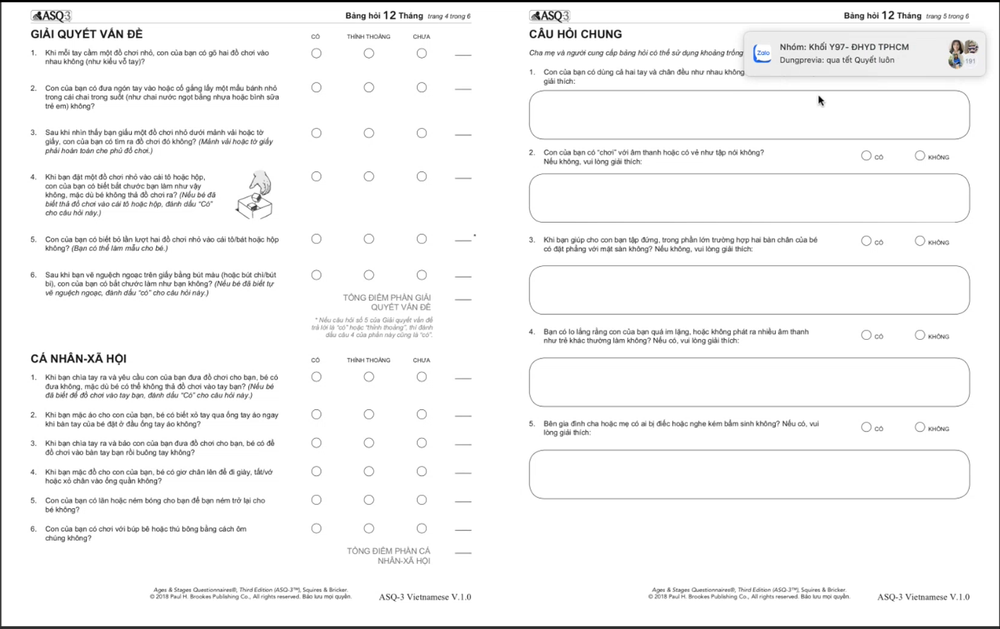 ASQ3
Bảng hỏi 12 Tháng trang 4 trong 6
GIẢI QUYẾT VẤN ĐỀ
CÓ THỈNH THOẢNG CHƯA
1. Khi mỗi tay cầm một đồ chơi nhỏ, con của bạn có gõ hai đồ chơi vào
nhau không (như kiểu vỗ tay)?
2. Con của bạn có đưa ngón tay vào hoặc cố gắng lấy một mẩu bánh nhỏ
trong cái chai trong suốt (như chai nước ngọt bằng nhựa hoặc bình sữa
trẻ em) không?
3. Sau khi nhìn thấy bạn giấu một đồ chơi nhỏ dưới mảnh vải hoặc tờ
giấy, con của bạn có tìm ra đồ chơi đó không? (Mảnh vải hoặc tờ giấy
phải hoàn toàn che phủ đồ chơi.)
4. Khi bạn đặt một đồ chơi nhỏ vào cái tô hoặc hộp,
con của bạn có biết bắt chước bạn làm như vậy
không, mặc dù bé không thả đồ chơi ra? (Nếu bé đã
biết thả đồ chơi vào cái tô hoặc hộp, đánh dấu “Có”
cho câu hỏi này.)
5. Con của bạn có biết bỏ lần lượt hai đồ chơi nhỏ vào cái tô/bát hoặc hộp
không? (Bạn có thể làm mẫu cho bé.)
*
6. Sau khi bạn vẽ nguệch ngoạc trên giấy bằng bút màu (hoặc bút chì/bút
bi), con của bạn có bắt chước làm như bạn không? (Nếu bé đã biết tự
vẽ nguệch ngoạc, đánh dấu “có” cho câu hỏi này.)
TỔNG ĐIỂM PHẦN GIẢI
QUYẾT VẤN ĐỀ
* Nếu câu hỏi số 5 của Giải quyết vấn đề
trả lời là “có” hoặc “thỉnh thoảng”, thì đánh
dấu câu 4 của phần này cũng là “có”.
CÁ NHÂN-XÃ HỘI
CÓ THỈNH THOẢNG CHƯA
1. Khi bạn chìa tay ra và yêu cầu con của bạn đưa đồ chơi cho bạn, bé có
đưa không, mặc dù bé có thể không thả đồ chơi vào tay bạn? (Nếu bé
đã biết để đồ chơi vào tay bạn, đánh dấu “Có” cho câu hỏi này.)
2. Khi bạn mặc áo cho con của bạn, bé có biết xỏ tay qua ống tay áo ngay
khi bàn tay của bé đặt ở đầu ống tay áo không?
3. Khi bạn chìa tay ra và bảo con của bạn đưa đồ chơi cho bạn, bé có để
đồ chơi vào bàn tay bạn rồi buông tay không?
4. Khi bạn mặc đồ cho con của bạn, bé có giơ chân lên để đi giày, tất/vớ
hoặc xỏ chân vào ống quần không?
5. Con của bạn có lăn hoặc ném bóng cho bạn để bạn ném trở lại cho
bé không?
6. Con của bạn có chơi với búp bê hoặc thú bông bằng cách ôm
chúng không?
TỔNG ĐIỂM PHẦN CÁ
NHÂN-XÃ HỘI
Ages & Stages Questionnaires®, Third Edition (ASQ-3™), Squires & Bricker.
© 2018 Paul H. Brookes Publishing Co., All rights reserved. Bảo lưu mọi quyền.
ASQ-3 Vietnamese V.1.0
ASQ3
Bảng hỏi 12 Tháng trang 5 trong 6
CÂU HỎI CHUNG
Zalo
Nhóm: Khối Y97- ĐHYD TPHCM
Dungprevia: qua tết Quyết luôn
191
Cha mẹ và người cung cấp bảng hỏi có thể sử dụng khoảng trống
1. Con của bạn có dùng cả hai tay và chân đều như nhau không
giải thích:
2. Con của bạn có “chơi” với âm thanh hoặc có vẻ như tập nói không?
Nếu không, vui lòng giải thích:
CÓ KHÔNG
3. Khi bạn giúp cho con bạn tập đứng, trong phần lớn trường hợp hai bàn chân của bé
có đặt phẳng với mặt sàn không? Nếu không, vui lòng giải thích:
CÓ KHÔNG
4. Bạn có lo lắng rằng con của bạn quá im lặng, hoặc không phát ra nhiều âm thanh
như trẻ khác thường làm không? Nếu có, vui lòng giải thích:
CÓ KHÔNG
5. Bên gia đình cha hoặc mẹ có ai bị điếc hoặc nghe kém bẩm sinh không? Nếu có, vui
lòng giải thích:
CÓ KHÔNG
Ages & Stages Questionnaires®, Third Edition (ASQ-3™), Squires & Bricker.
© 2018 Paul H. Brookes Publishing Co., All rights reserved. Bảo lưu mọi quyền.
ASQ-3 Vietnamese V.1.0